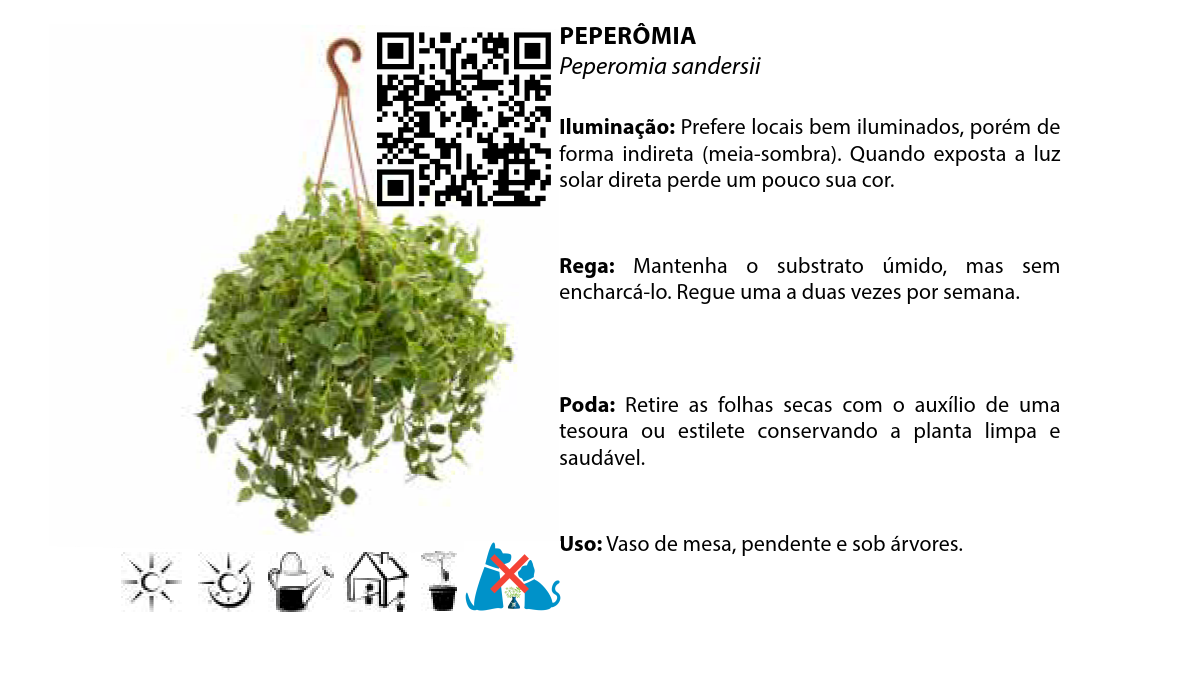 PEPERÔMIA
Peperomia sandersii
Iluminação: Prefere locais bem iluminados, porém de
forma indireta (meia-sombra). Quando exposta a luz
solar direta perde um pouco sua cor.
Rega: Mantenha o substrato úmido, mas sem
encharcá-lo. Regue uma a duas vezes por semana.
Poda: Retire as folhas secas com o auxílio de uma
tesoura ou estilete conservando a planta limpa e
saudável.
Uso: Vaso de mesa, pendente e sob árvores.